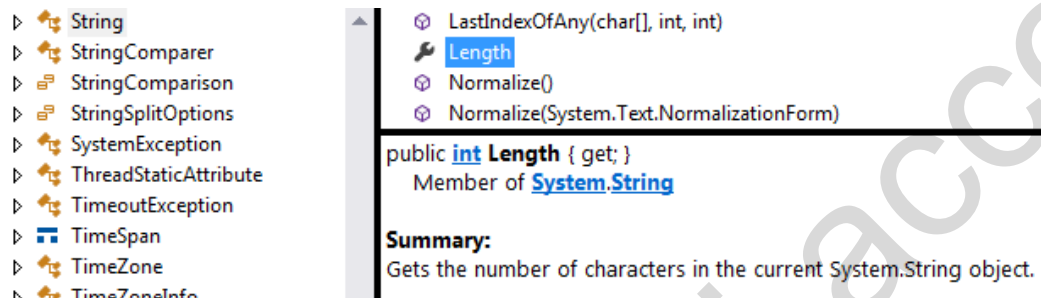 String
StringComparer
StringComparison
StringSplitOptions
SystemException
ThreadStaticAttribute
TimeoutException
TimeSpan
TimeZone
TimeZoneInfo
LastIndexOfAny(char[], int, int)
Length
Normalize()
Normalize(System.Text.NormalizationForm)
public int Length { get; }
Member of System.String
Summary:
Gets the number of characters in the current System.String object.
acc